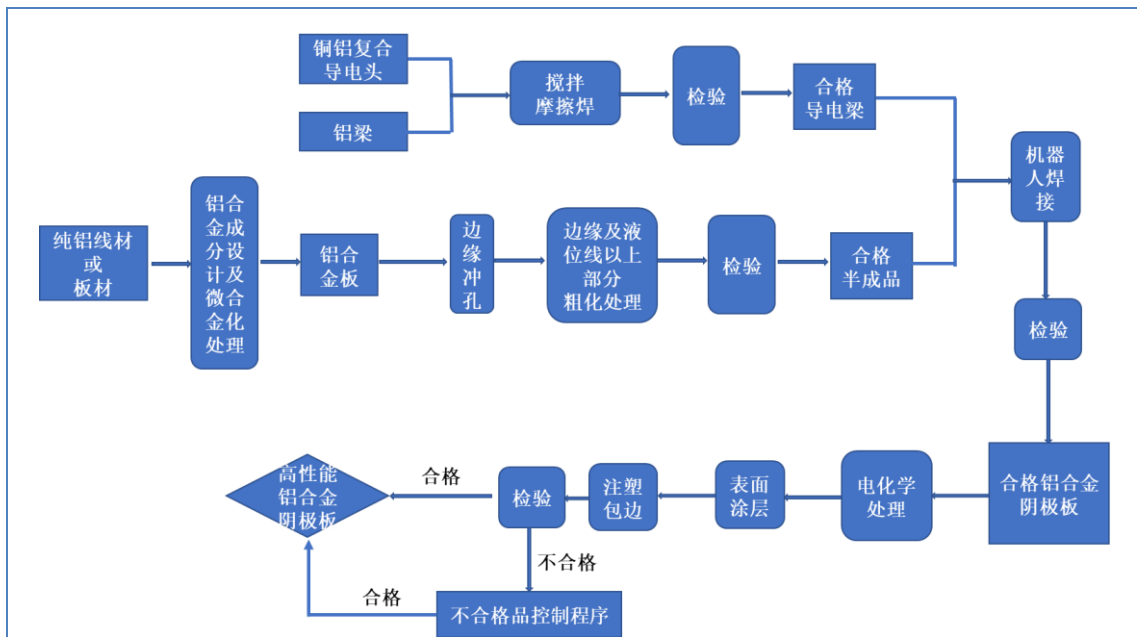 铜铝复合
导电头
铝梁
搅拌
摩擦焊
检验
合格
导电梁
机器
人焊
接
纯铝线材
或
板材
铝合
金成
分设
计及
微合
金化
处理
铝合
金板
边
缘
冲
孔
边缘及液
位线以上
部分
粗化处理
检验
合格
半成品
检验
合格铝合金
阴极板
电化学
处理
表面
涂层
注塑
包边
检验
合格
高性能
铝合金
阴极板
不合格
不合格品控制程序
合格